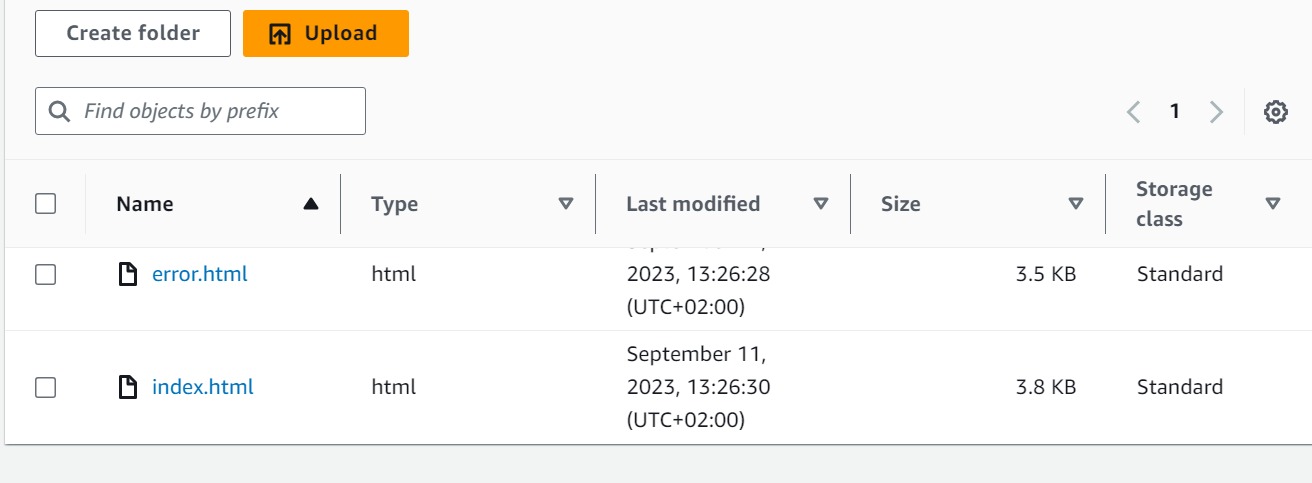 Create folder
Upload
Find objects by prefix
1
Name
Type
Last modified
Size
Storage
class
error.html
html
2023, 13:26:28
(UTC+02:00)
3.5 KB
Standard
index.html
html
September 11,
2023, 13:26:30
(UTC+02:00)
3.8 KB
Standard